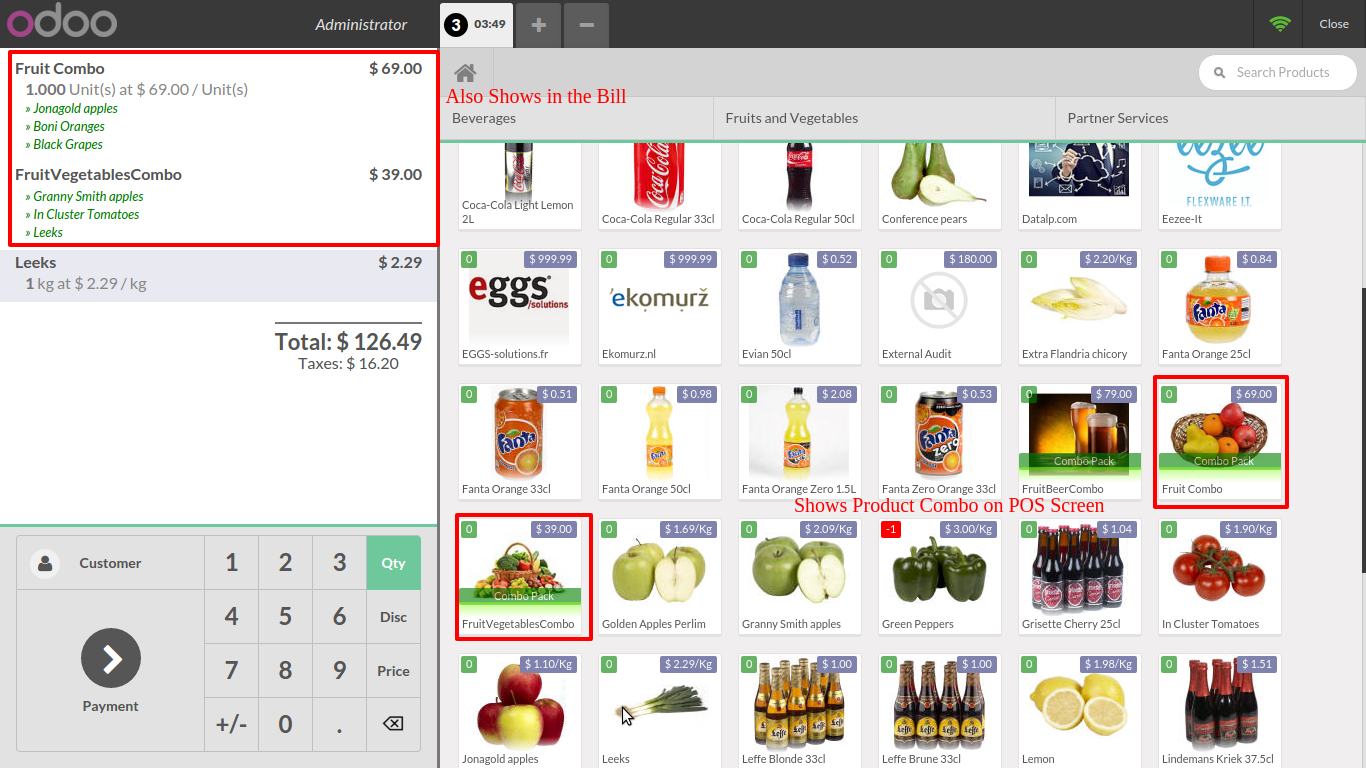 odoo
Administrator
3 03:49
+
−
Close
Fruit Combo $ 69.00
1.000 Unit(s) at $ 69.00 / Unit(s)
» Jonagold apples
» Boni Oranges
» Black Grapes
FruitVegetablesCombo $ 39.00
» Granny Smith apples
» In Cluster Tomatoes
» Leeks
Leeks $ 2.29
1 kg at $ 2.29 / kg
Total: $ 126.49
Taxes: $ 16.20
Customer
1 2 3 Qty
4 5 6 Disc
7 8 9 Price
+/- 0 .
Payment
Search Products
Also Shows in the Bill
Beverages Fruits and Vegetables Partner Services
Coca-Cola Light Lemon 2L
Coca-Cola Regular 33cl
Coca-Cola Regular 50cl
Conference pears
Datalp.com
FLEXWARE I.T.
Eezee-It
0 $ 999.99
eggs
/solutions
EGGS-solutions.fr
0 $ 999.99
'ekomurž
Ekomurz.nl
0 $ 0.52
Evian 50cl
0 $ 180.00
External Audit
0 $ 2.20/Kg
Extra Flandria chicory
0 $ 0.84
Fanta
Fanta Orange 25cl
0 $ 0.51
Fanta
Fanta Orange 33cl
0 $ 0.98
Fanta
Fanta Orange 50cl
0 $ 2.08
Fanta
Fanta Orange Zero 1.5L
0 $ 0.53
Fanta
zero
Fanta Zero Orange 33cl
0 $ 79.00
Combo Pack
FruitBeerCombo
0 $ 69.00
Combo Pack
Fruit Combo
Shows Product Combo on POS Screen
0 $ 39.00
Combo Pack
FruitVegetablesCombo
0 $ 1.69/Kg
Golden Apples Perlim
0 $ 2.09/Kg
Granny Smith apples
-1 $ 3.00/Kg
Green Peppers
0 $ 1.04
Grisette Cherry 25cl
0 $ 1.90/Kg
In Cluster Tomatoes
0 $ 1.10/Kg
Jonagold apples
0 $ 2.29/Kg
Leeks
0 $ 1.00
Leffe
Leffe Blonde 33cl
0 $ 1.00
Leffe
Leffe Brune 33cl
0 $ 1.98/Kg
Lemon
0 $ 1.51
Lindemans Kriek 37.5cl